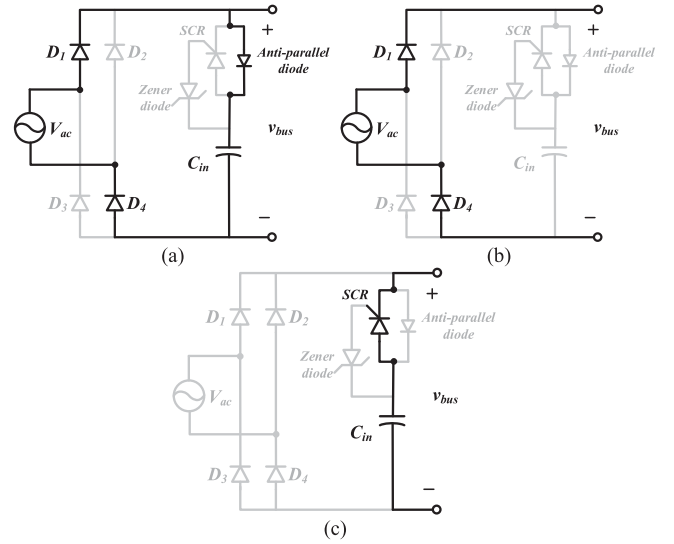 SCR
+
D1
D2
Anti-parallel
diode
Zener
diode
Vac
vbus
Cin
D3
D4
−
(a)
SCR
+
D1
D2
Anti-parallel
diode
Zener
diode
Vac
vbus
Cin
D3
D4
−
(b)
SCR
+
D1
D2
Anti-parallel
diode
Zener
diode
Vac
vbus
Cin
D3
D4
−
(c)